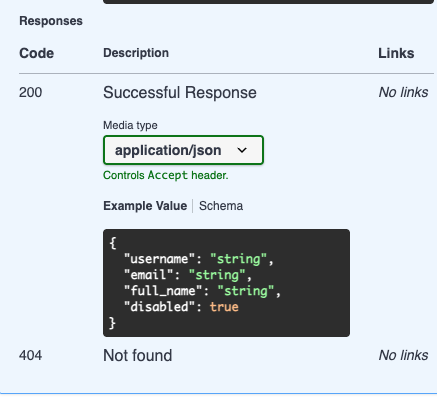 Responses
Code Description Links
200 Successful Response No links
Media type
application/json
Controls Accept header.
Example Value Schema
{
  "username": "string",
  "email": "string",
  "full_name": "string",
  "disabled": true
}
404 Not found No links